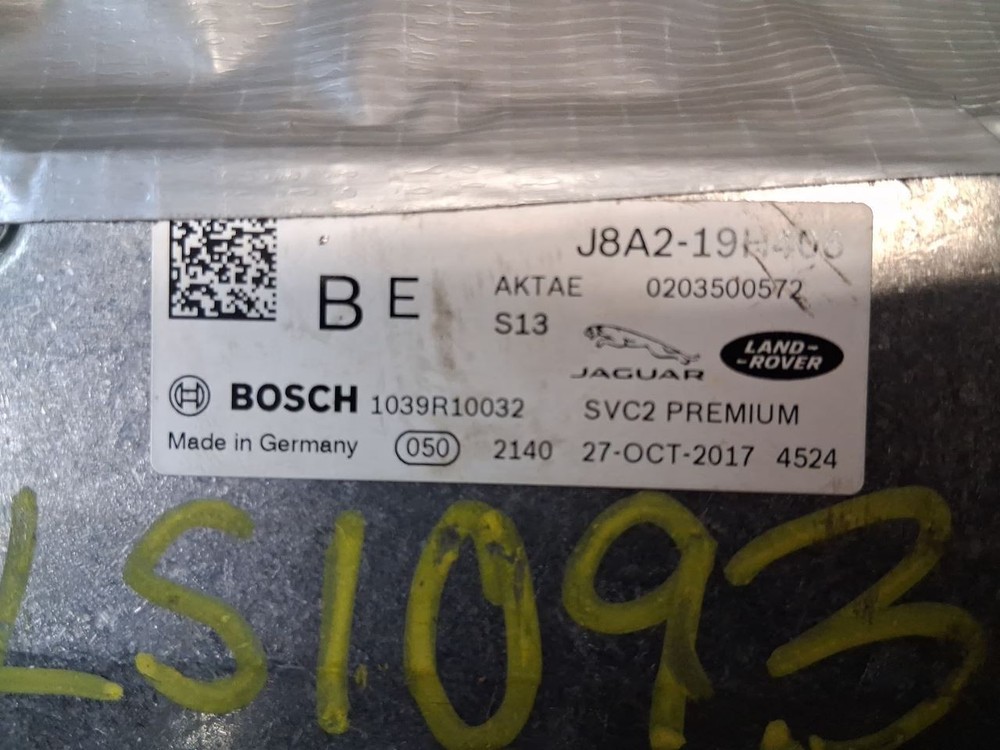 J8A2-19H406
B E
AKTAE 0203500572
S13
JAGUAR
LAND-
-ROVER
BOSCH 1039R10032 SVC2 PREMIUM
Made in Germany 050 2140 27-OCT-2017 4524
LS1093